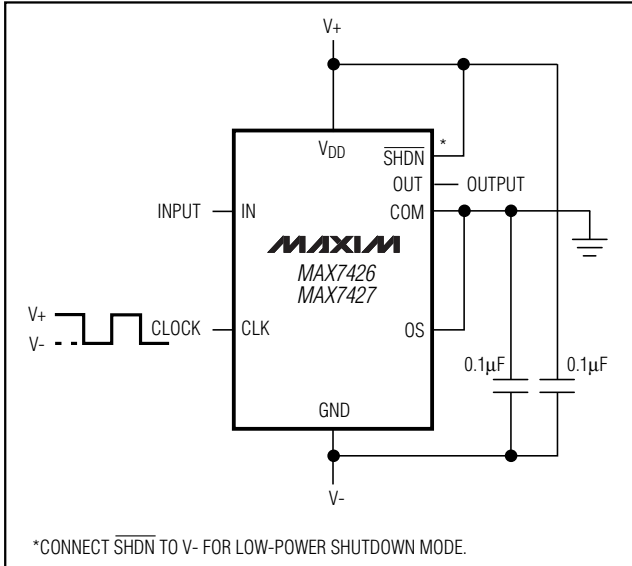 V+
VDD
*
SHDN
OUT
OUTPUT
INPUT
IN
COM
MAXIM
MAX7426
MAX7427
V+
V-
CLOCK
CLK
OS
0.1µF
0.1µF
GND
V-
*CONNECT SHDN TO V- FOR LOW-POWER SHUTDOWN MODE.